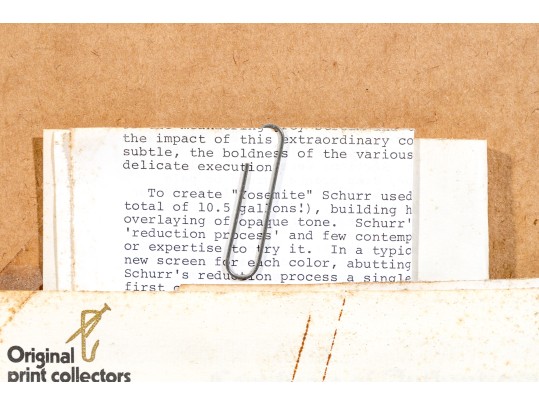 the impact of this extraordinary co
subtle, the boldness of the various
delicate execution
To create "Yosemite" Schurr used
total of 10.5 gallons!), building h
overlaying of opaque tone. Schurr'
'reduction process' and few contemp
or expertise to try it. In a typic
new screen for each color, abutting
Schurr's reduction process a single
first
Original
print collectors